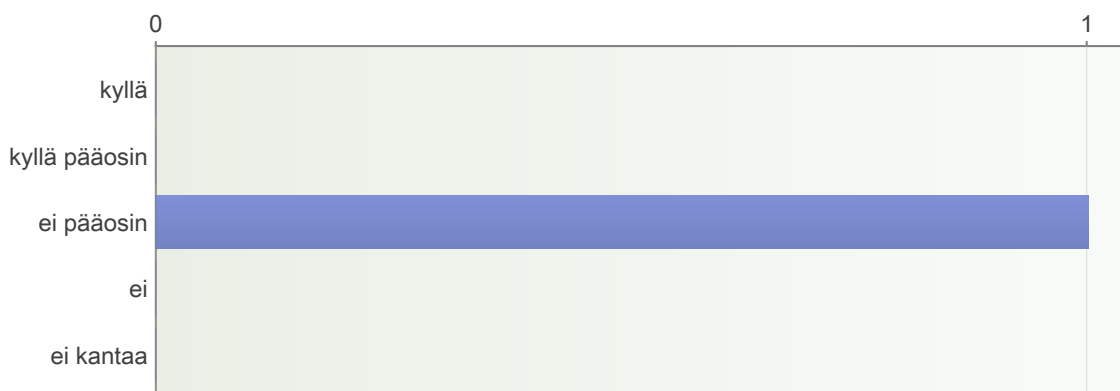 0 1
kyllä
kyllä pääosin
ei pääosin
ei
ei kantaa